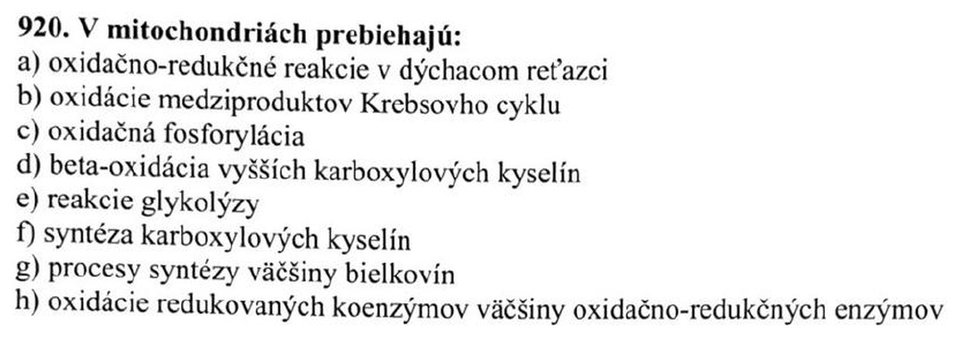 920. V mitochondriách prebiehajú:
a) oxidačno-redukčné reakcie v dýchacom reťazci
b) oxidácie medziproduktov Krebsovho cyklu
c) oxidačná fosforylácia
d) beta-oxidácia vyšších karboxylových kyselín
e) reakcie glykolýzy
f) syntéza karboxylových kyselín
g) procesy syntézy väčšiny bielkovín
h) oxidácie redukovaných koenzýmov väčšiny oxidačno-redukčných enzýmov